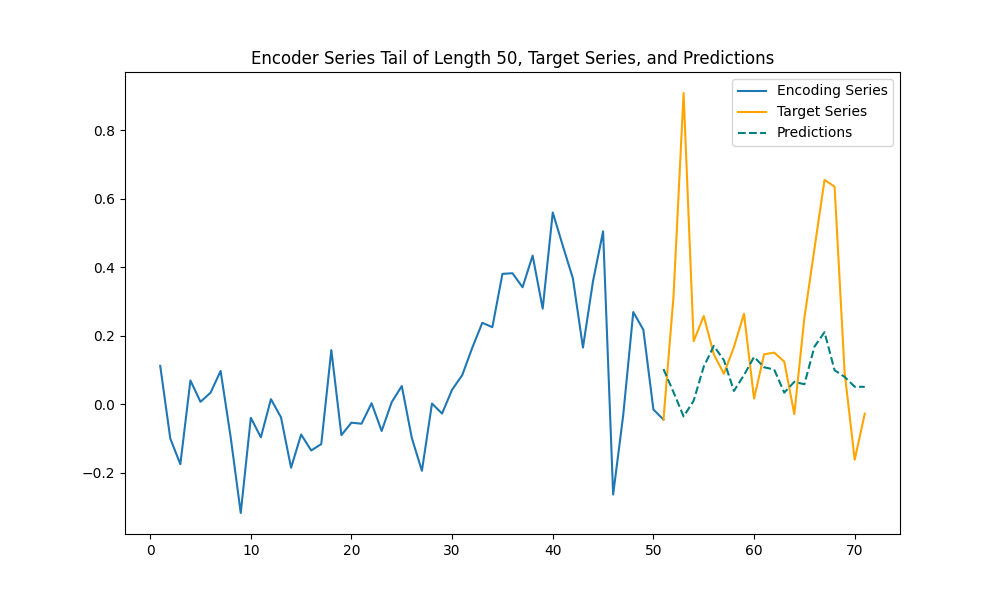 Encoder Series Tail of Length 50, Target Series, and Predictions
Encoding Series
Target Series
Predictions
0.8
0.6
0.4
0.2
0.0
−0.2
0 10 20 30 40 50 60 70